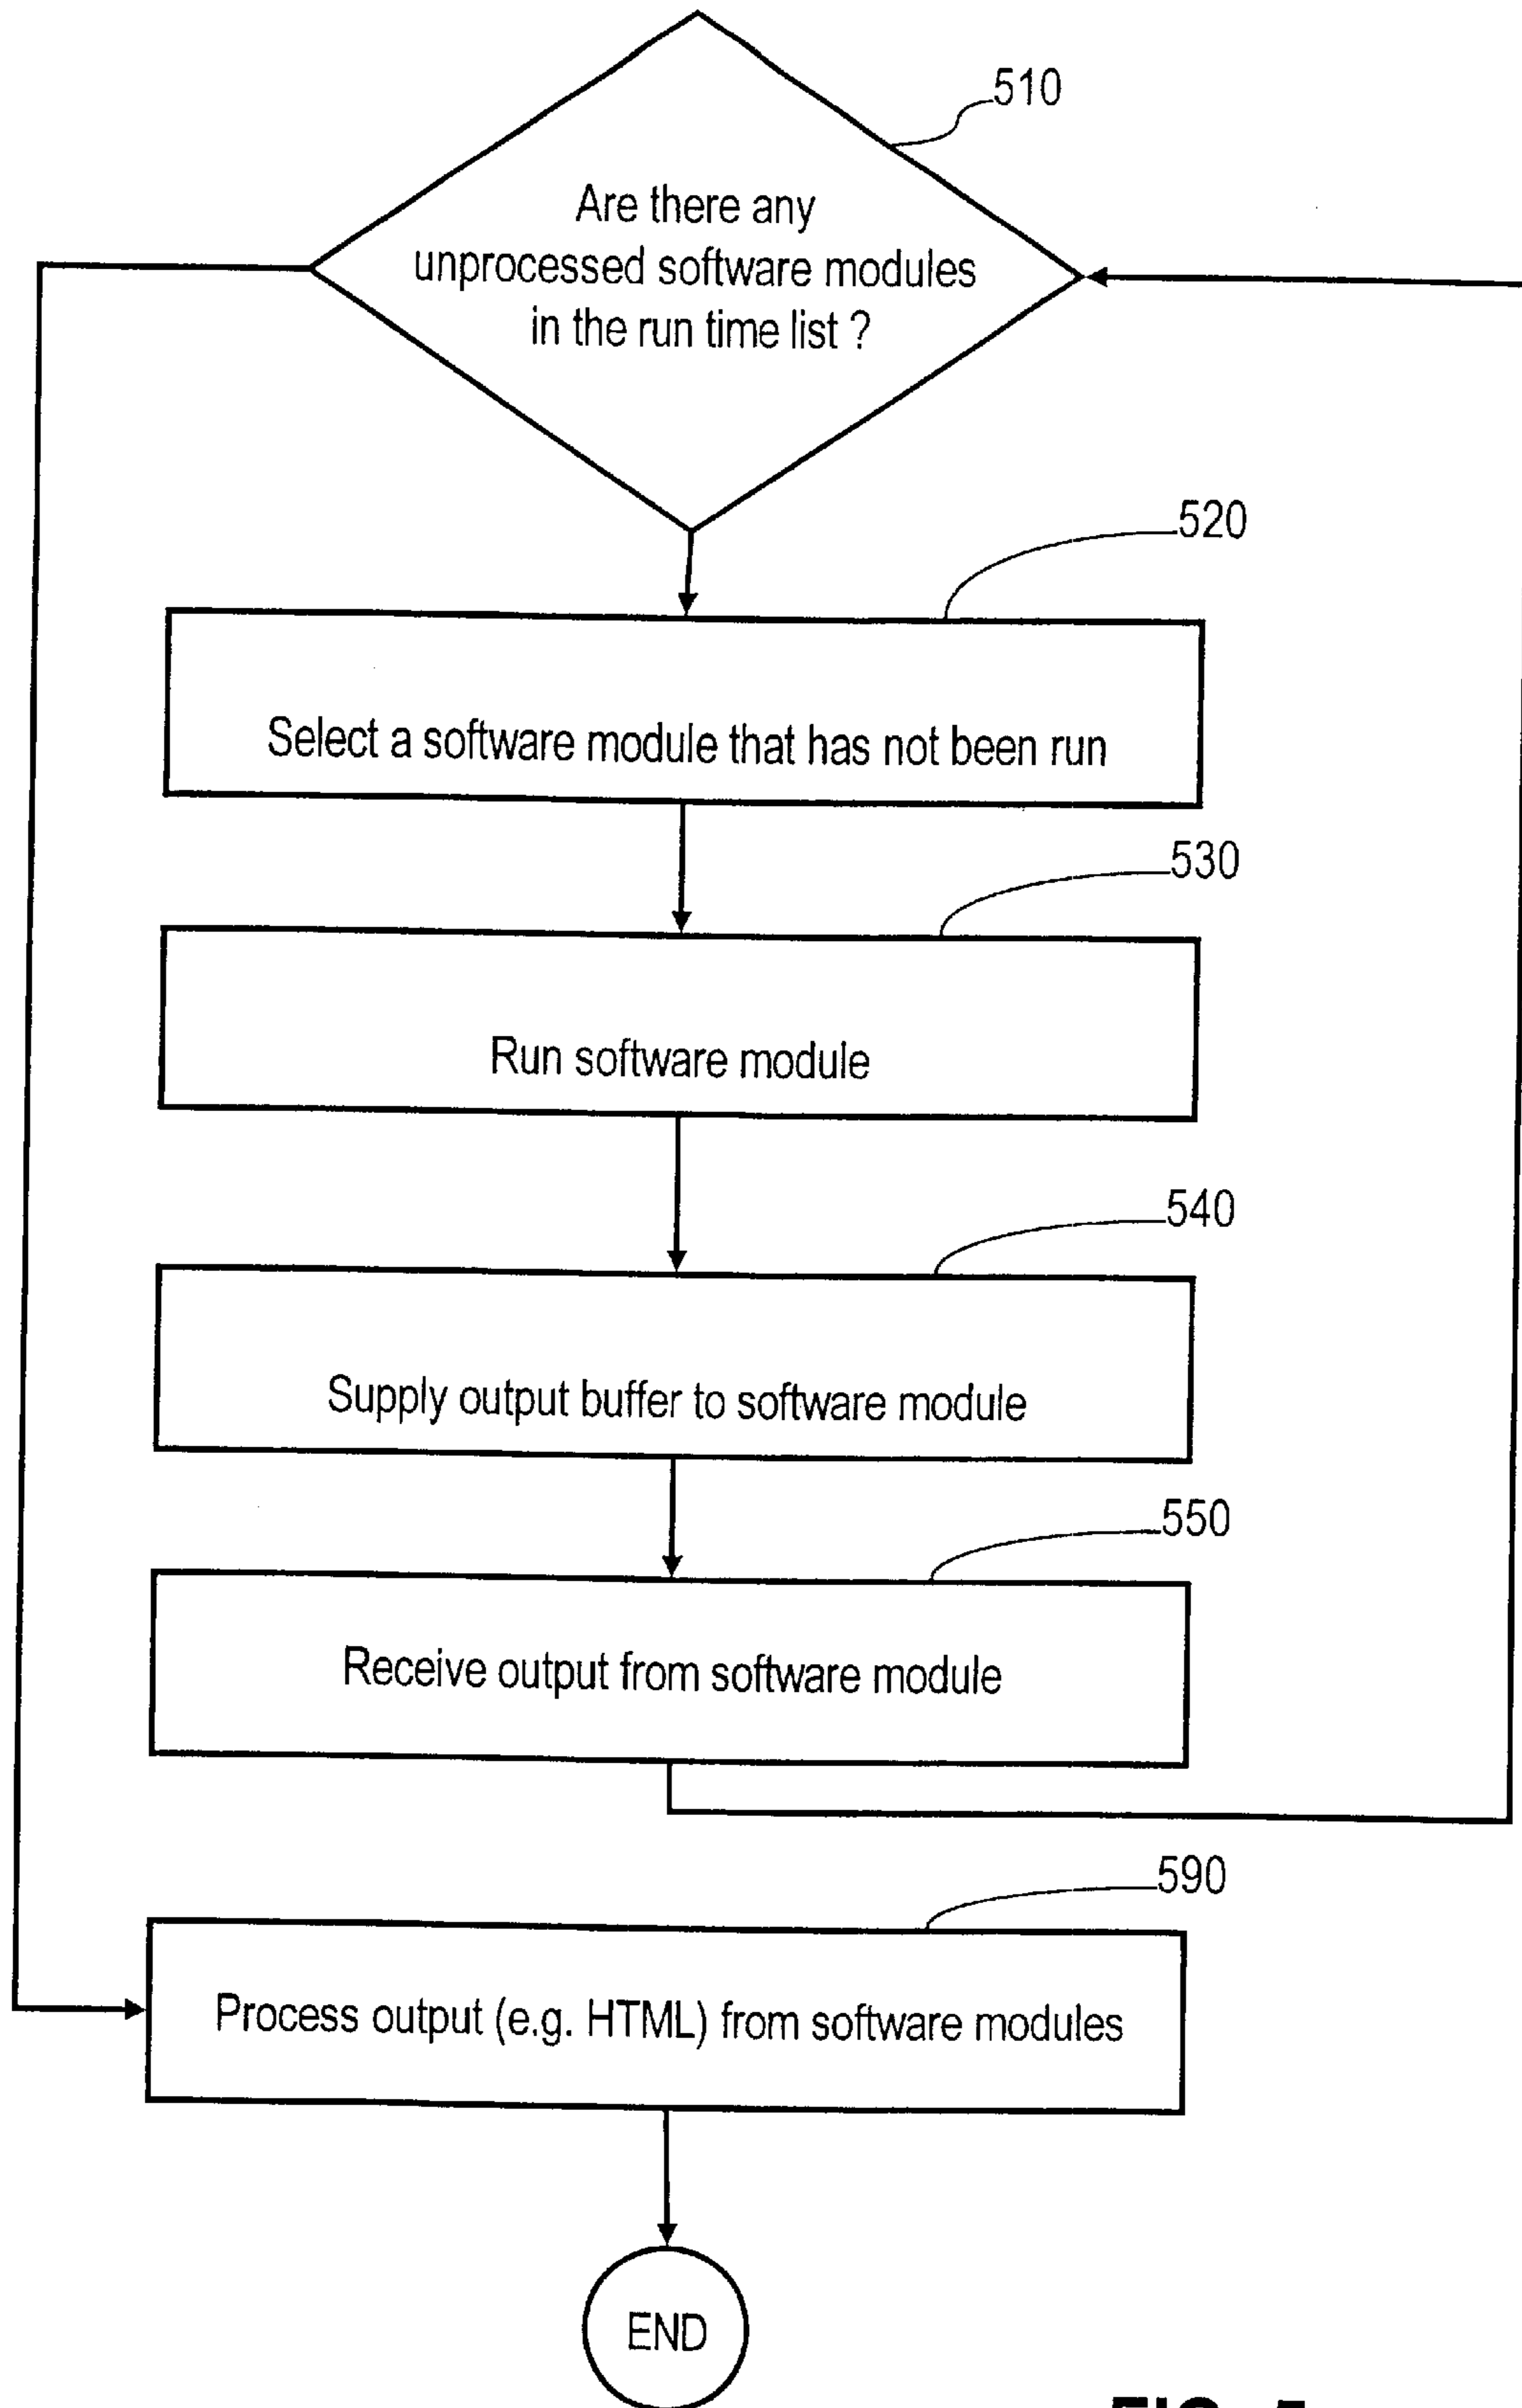 510
Are there any
unprocessed software modules
in the run time list ?
520
Select a software module that has not been run
530
Run software module
540
Supply output buffer to software module
550
Receive output from software module
590
Process output (e.g. HTML) from software modules
END